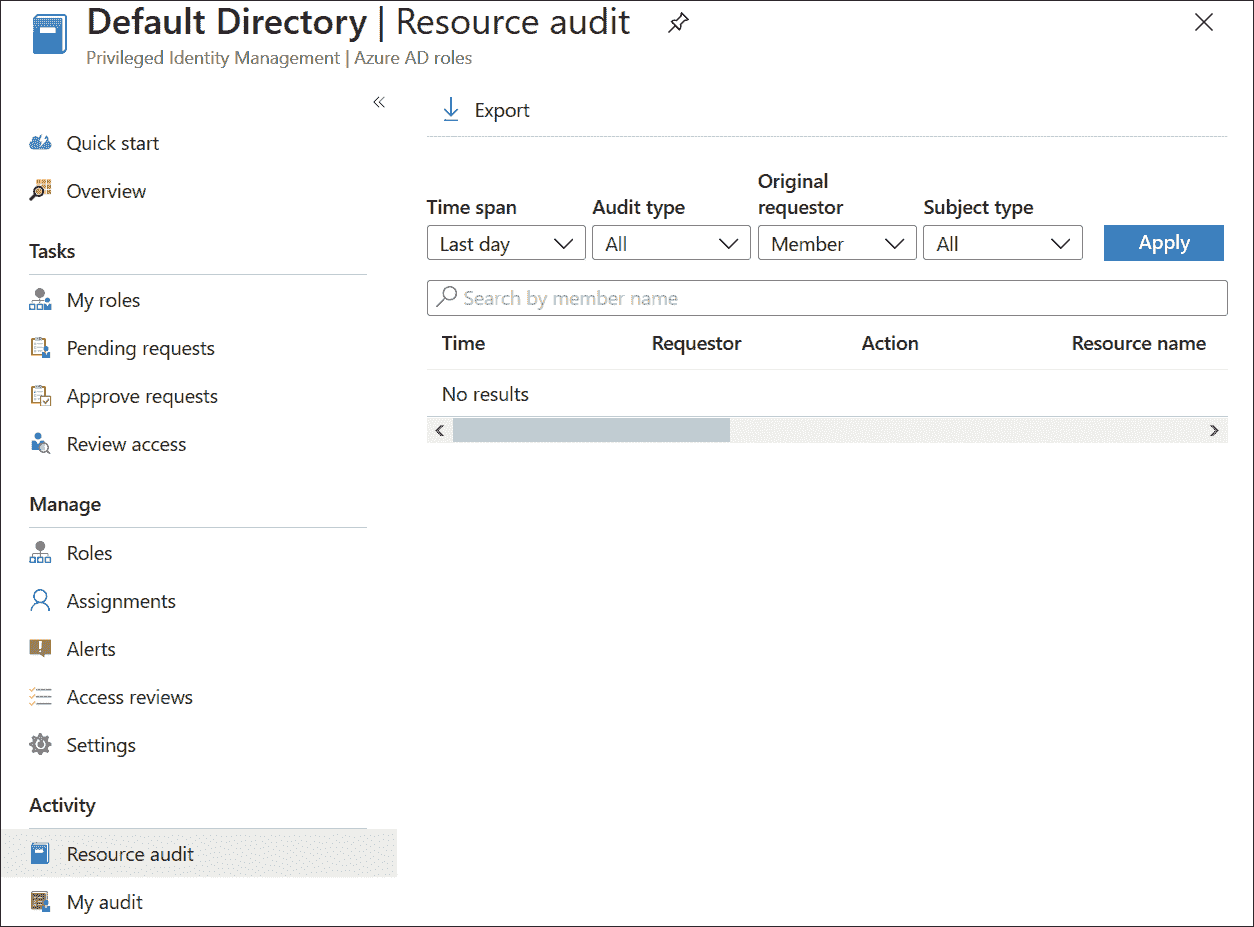 Default Directory | Resource audit
Privileged Identity Management | Azure AD roles
«
Quick start
Overview
Tasks
My roles
Pending requests
Approve requests
Review access
Manage
Roles
Assignments
Alerts
Access reviews
Settings
Activity
Resource audit
My audit
Export
Time span
Audit type
Original
requestor
Subject type
Last day
All
Member
All
Apply
Search by member name
Time Requestor Action Resource name
No results